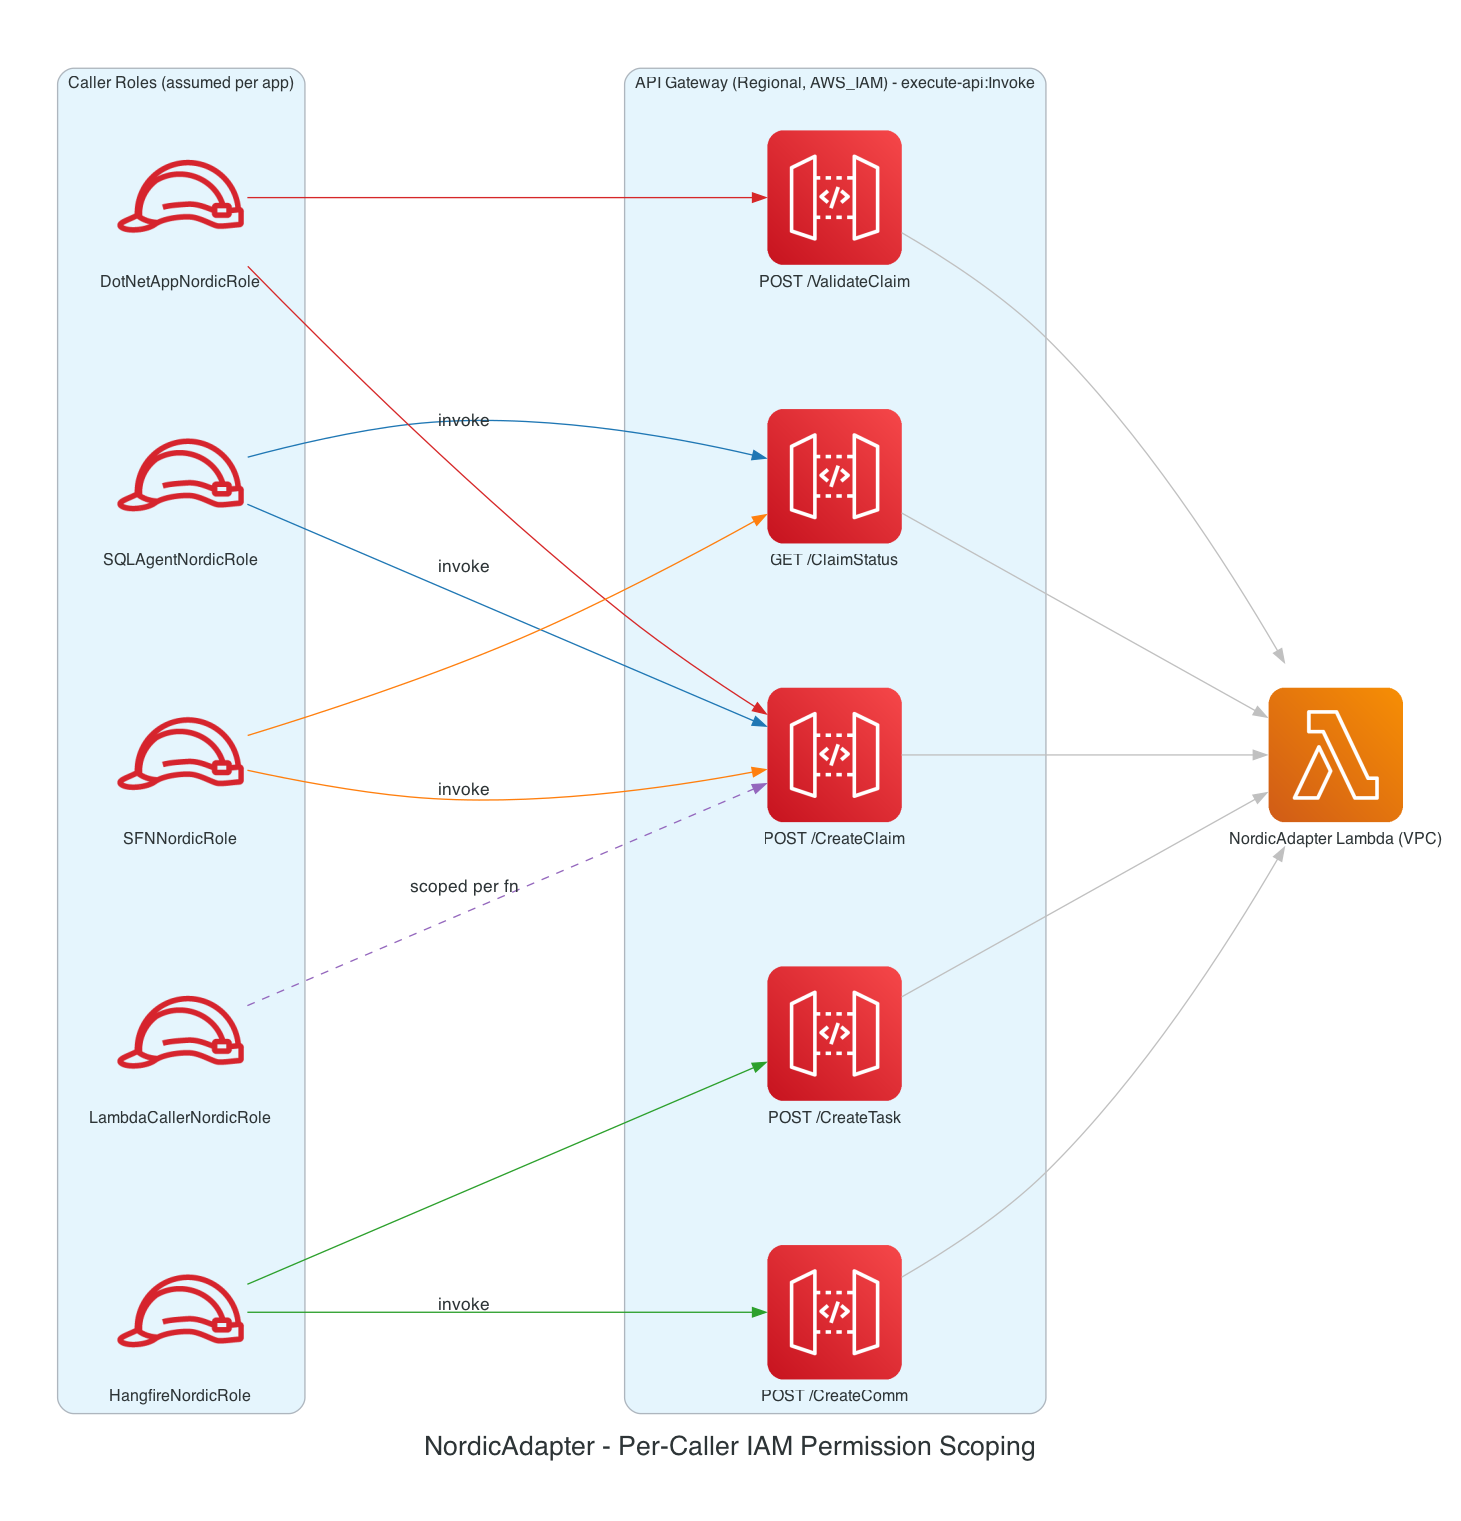 Caller Roles (assumed per app)
API Gateway (Regional, AWS_IAM) - execute-api:Invoke
DotNetAppNordicRole
POST /ValidateClaim
invoke
SQLAgentNordicRole
GET /ClaimStatus
invoke
SFNNordicRole
invoke
POST /CreateClaim
NordicAdapter Lambda (VPC)
scoped per fn
LambdaCallerNordicRole
POST /CreateTask
invoke
HangfireNordicRole
POST /CreateComm
NordicAdapter - Per-Caller IAM Permission Scoping